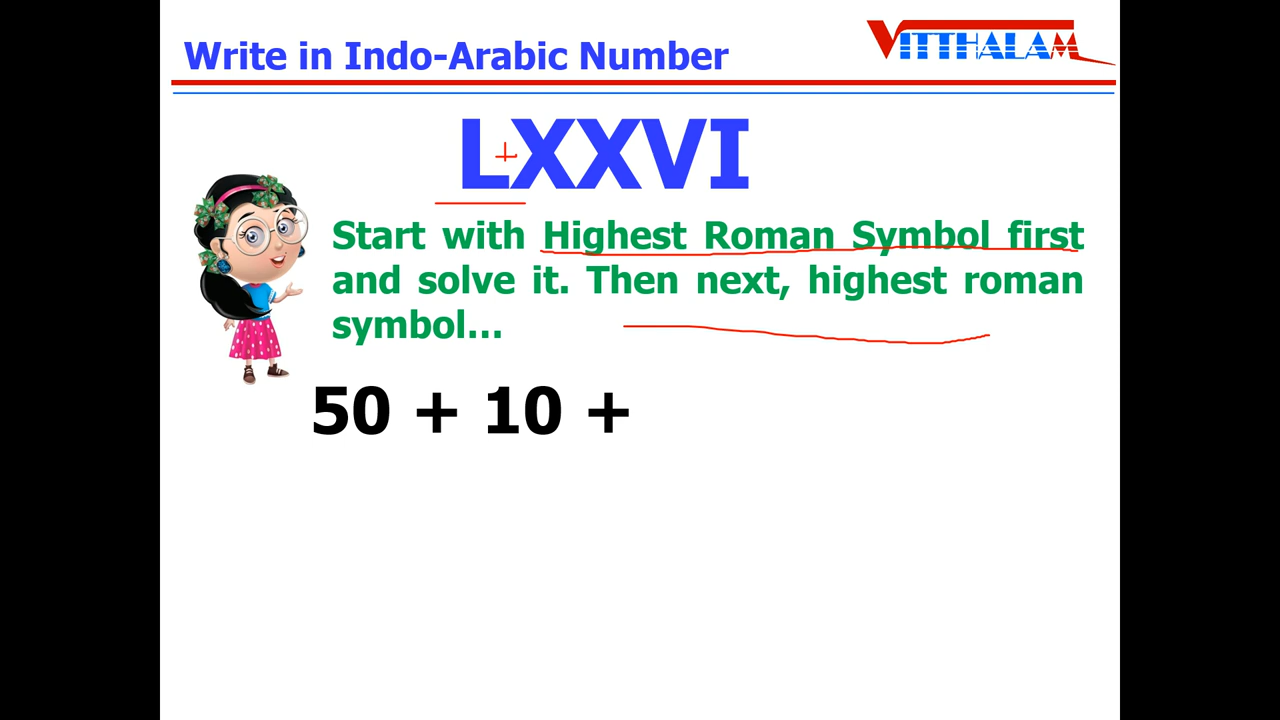 Write in Indo-Arabic Number
VITTHALAM
LXXVI
+
Start with Highest Roman Symbol first
and solve it. Then next, highest roman
symbol...
50 + 10 +